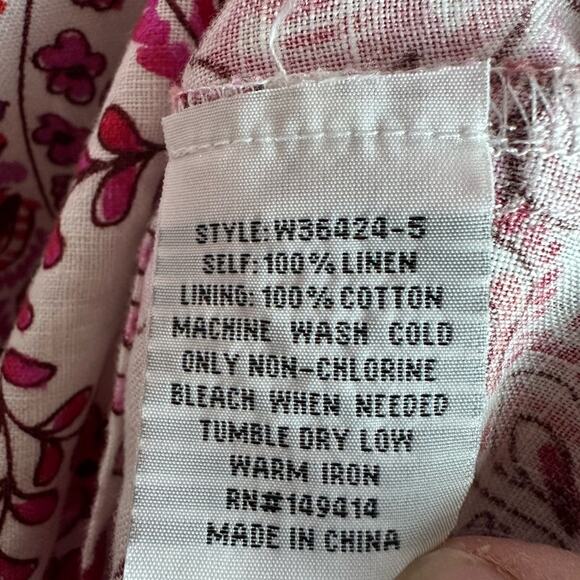 STYLE: W36424-5
SELF: 100% LINEN
LINING: 100% COTTON
MACHINE WASH COLD
ONLY NON-CHLORINE
BLEACH WHEN NEEDED
TUMBLE DRY LOW
WARM IRON
RN#149414
MADE IN CHINA